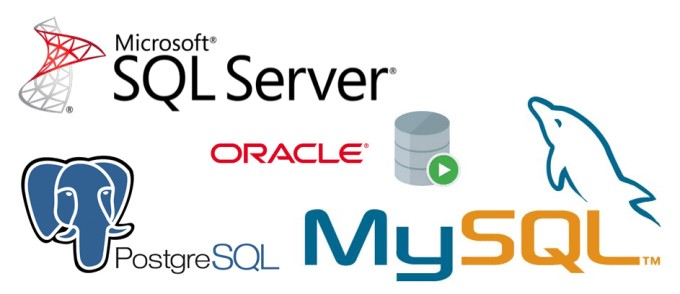 Microsoft®
SQL Server®
®
ORACLE®
PostgreSQL
MySQL™